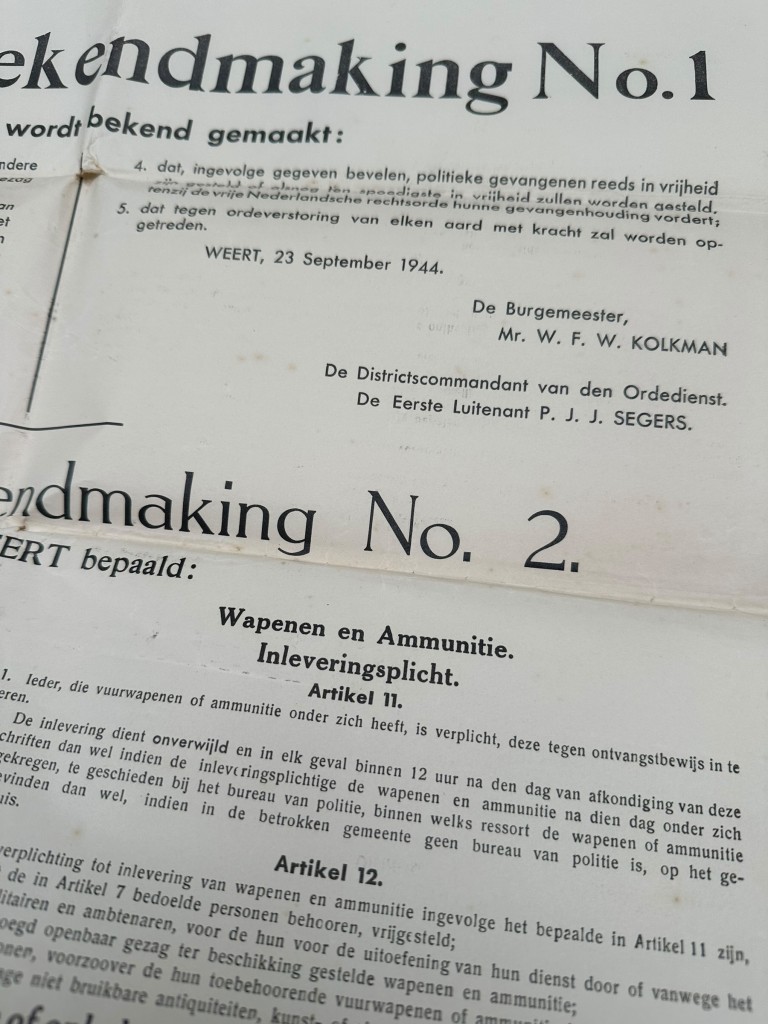 ekendmaking No. 1
wordt bekend gemaakt:
ndere
ezag
an
et
n
4. dat, ingevolge gegeven bevelen, politieke gevangenen reeds in vrijheid
zijn gesteld of alsnog ten spoedigste in vrijheid zullen worden gesteld,
tenzij de vrije Nederlandsche rechtsorde hunne gevangenhouding vordert;
5. dat tegen ordeverstoring van elken aard met kracht zal worden op-
getreden.
WEERT, 23 September 1944.
De Burgemeester,
Mr. W. F. W. KOLKMAN
De Districtscommandant van den Ordedienst.
De Eerste Luitenant P. J. J. SEGERS.
endmaking No. 2.
ERT bepaald:
Wapenen en Ammunitie.
Inleveringsplicht.
Artikel 11.
1. Ieder, die vuurwapenen of ammunitie onder zich heeft, is verplicht, deze tegen ontvangstbewijs in te
eren.
De inlevering dient onverwijld en in elk geval binnen 12 uur na den dag van afkondiging van deze
chriften dan wel indien de inleveringsplichtige de wapenen en ammunitie na dien dag onder zich
gekregen, te geschieden bij het bureau van politie, binnen welks ressort de wapenen of ammunitie
evinden dan wel, indien in de betrokken gemeente geen bureau van politie is, op het ge-
uis.
Artikel 12.
verplichting tot inlevering van wapenen en ammunitie ingevolge het bepaalde in Artikel 11 zijn,
de in Artikel 7 bedoelde personen behooren, vrijgesteld;
litairen en ambtenaren, voor de hun voor de uitoefening van hun dienst door of vanwege het
oegd openbaar gezag ter beschikking gestelde wapenen en ammunitie;
onen, voorzoover de hun toebehoorende vuurwapenen of
age niet bruikbare antiquiteiten, kunst-